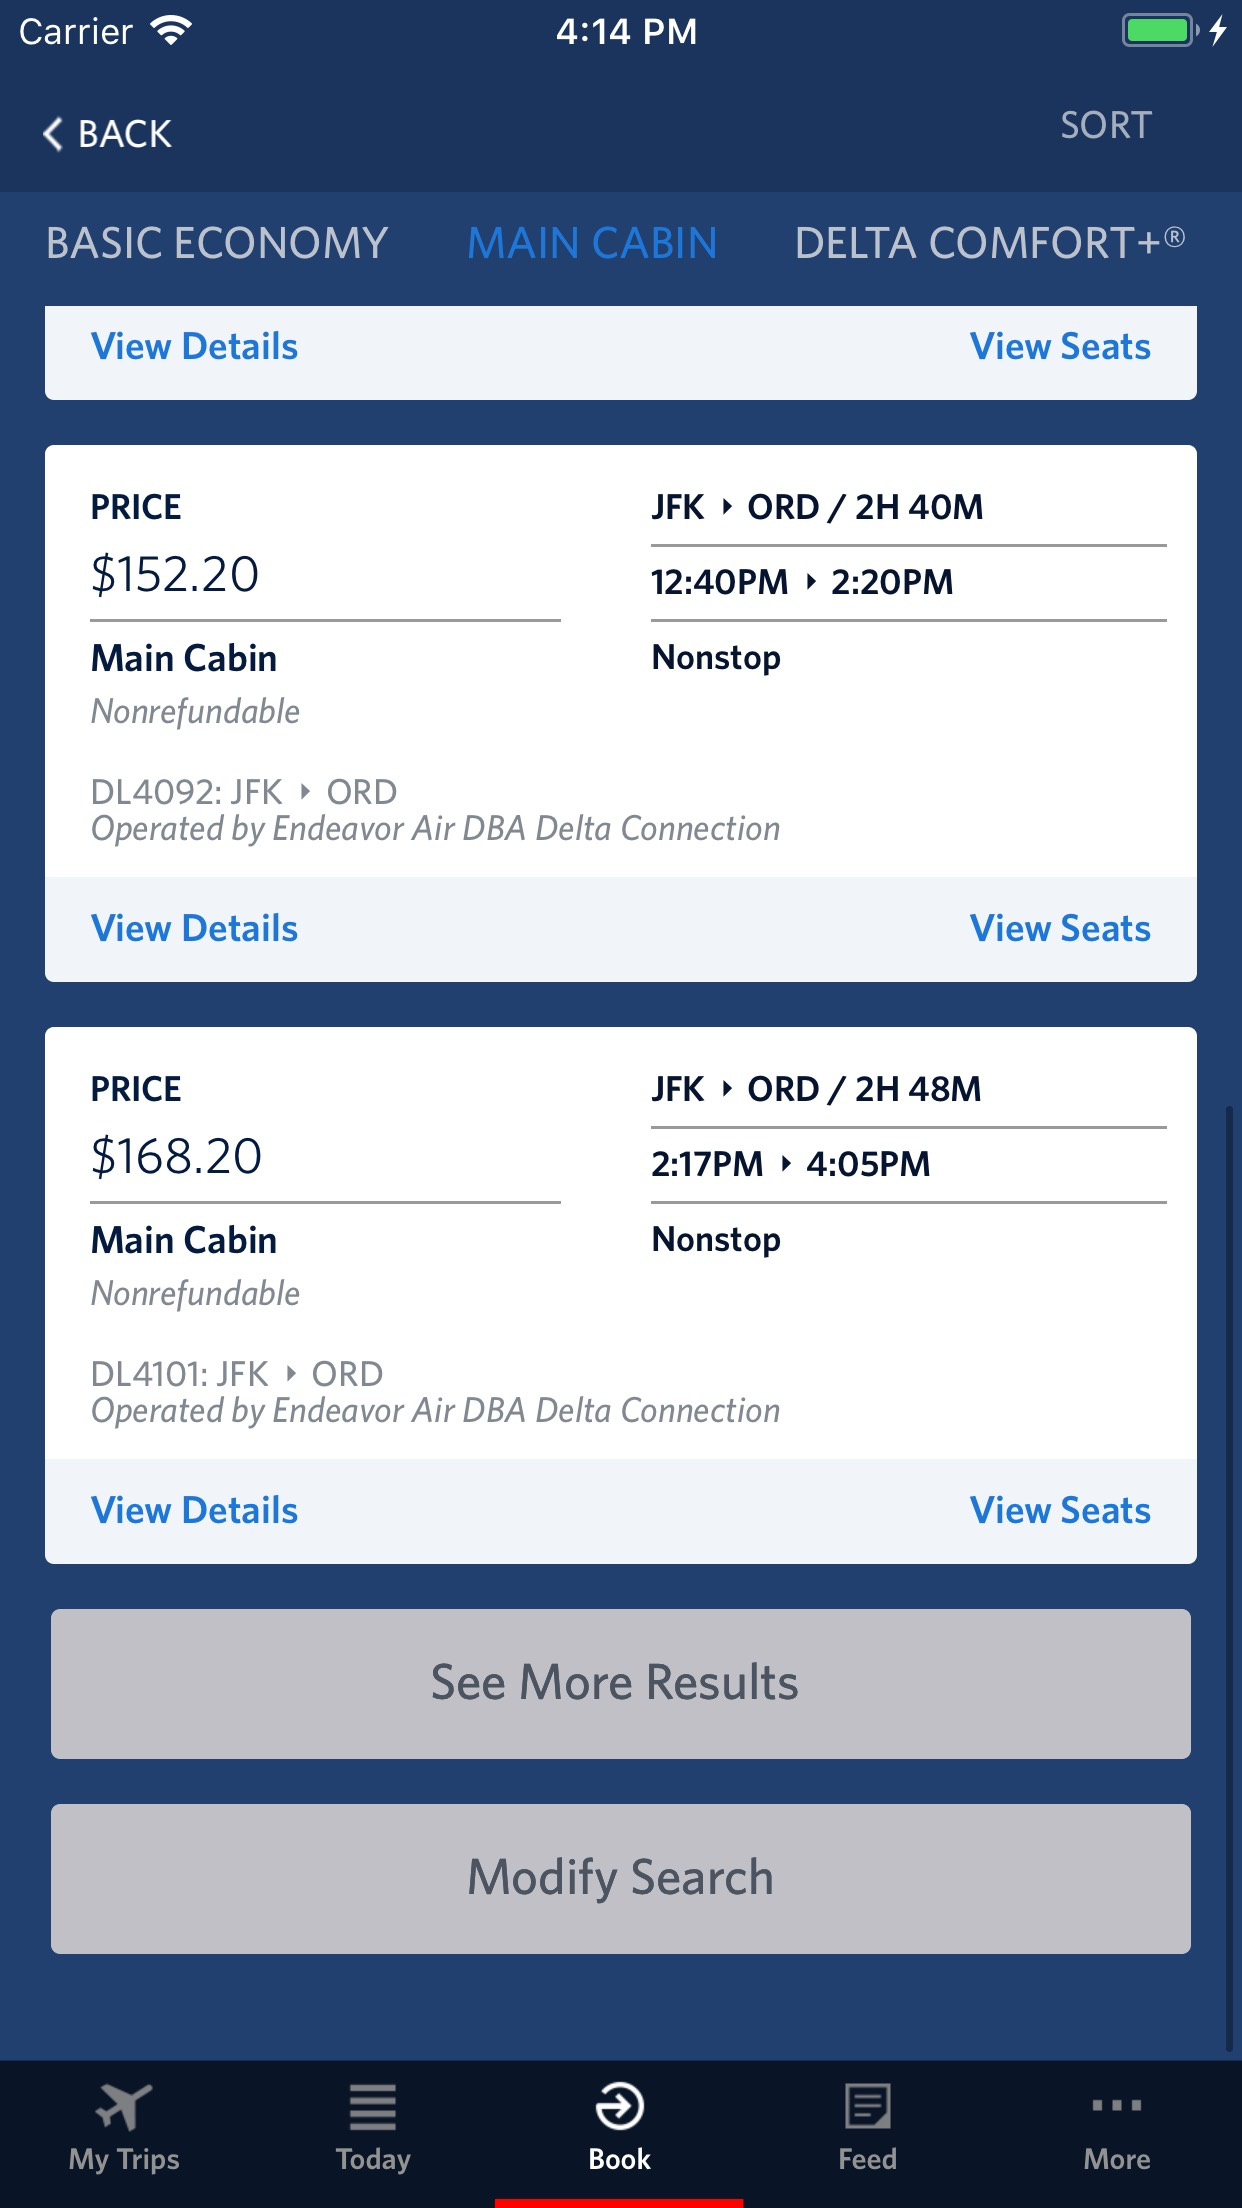 Carrier 4:14 PM
BACK SORT
BASIC ECONOMY MAIN CABIN DELTA COMFORT+®
View Details View Seats
PRICE
$152.20
Main Cabin
Nonrefundable
JFK ▸ ORD / 2H 40M
12:40PM ▸ 2:20PM
Nonstop
DL4092: JFK ▸ ORD
Operated by Endeavor Air DBA Delta Connection
View Details View Seats
PRICE
$168.20
Main Cabin
Nonrefundable
JFK ▸ ORD / 2H 48M
2:17PM ▸ 4:05PM
Nonstop
DL4101: JFK ▸ ORD
Operated by Endeavor Air DBA Delta Connection
View Details View Seats
See More Results
Modify Search
My Trips Today Book Feed More